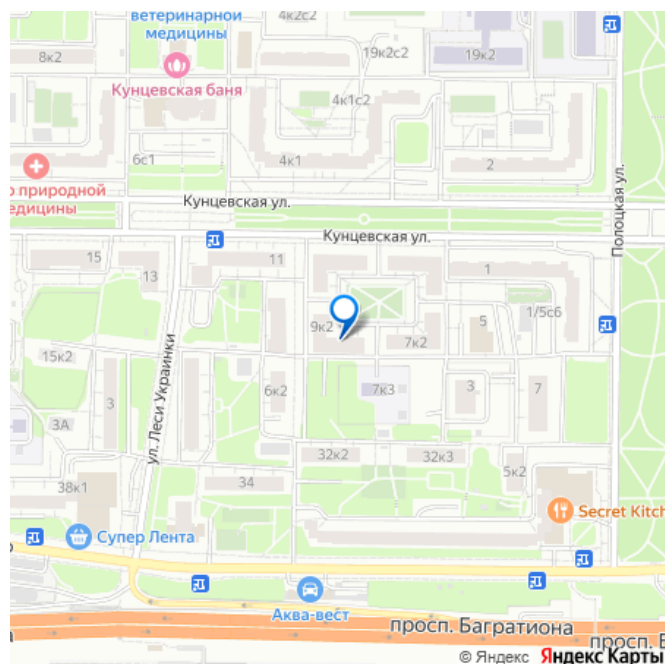 ветеринарной
медицины
4к2с2
8к2
19к2с2
19к2
Кунцевская баня
4к1с2
6с1
4к1
2
о природной
едицины
Кунцевская ул.
Кунцевская ул.
Полоцкая ул.
15
11
13
1
9к2
1/5с6
5
7к2
15к2
ул. Леси Украинки
6к2
7к3
3
7
3
3А
32к2
32к3
5к2
34
38к1
Secret Kitch
Супер Лента
Аква-вест
просп. Багратиона
а
просп. Б
© Яндекс Яндекс Карты